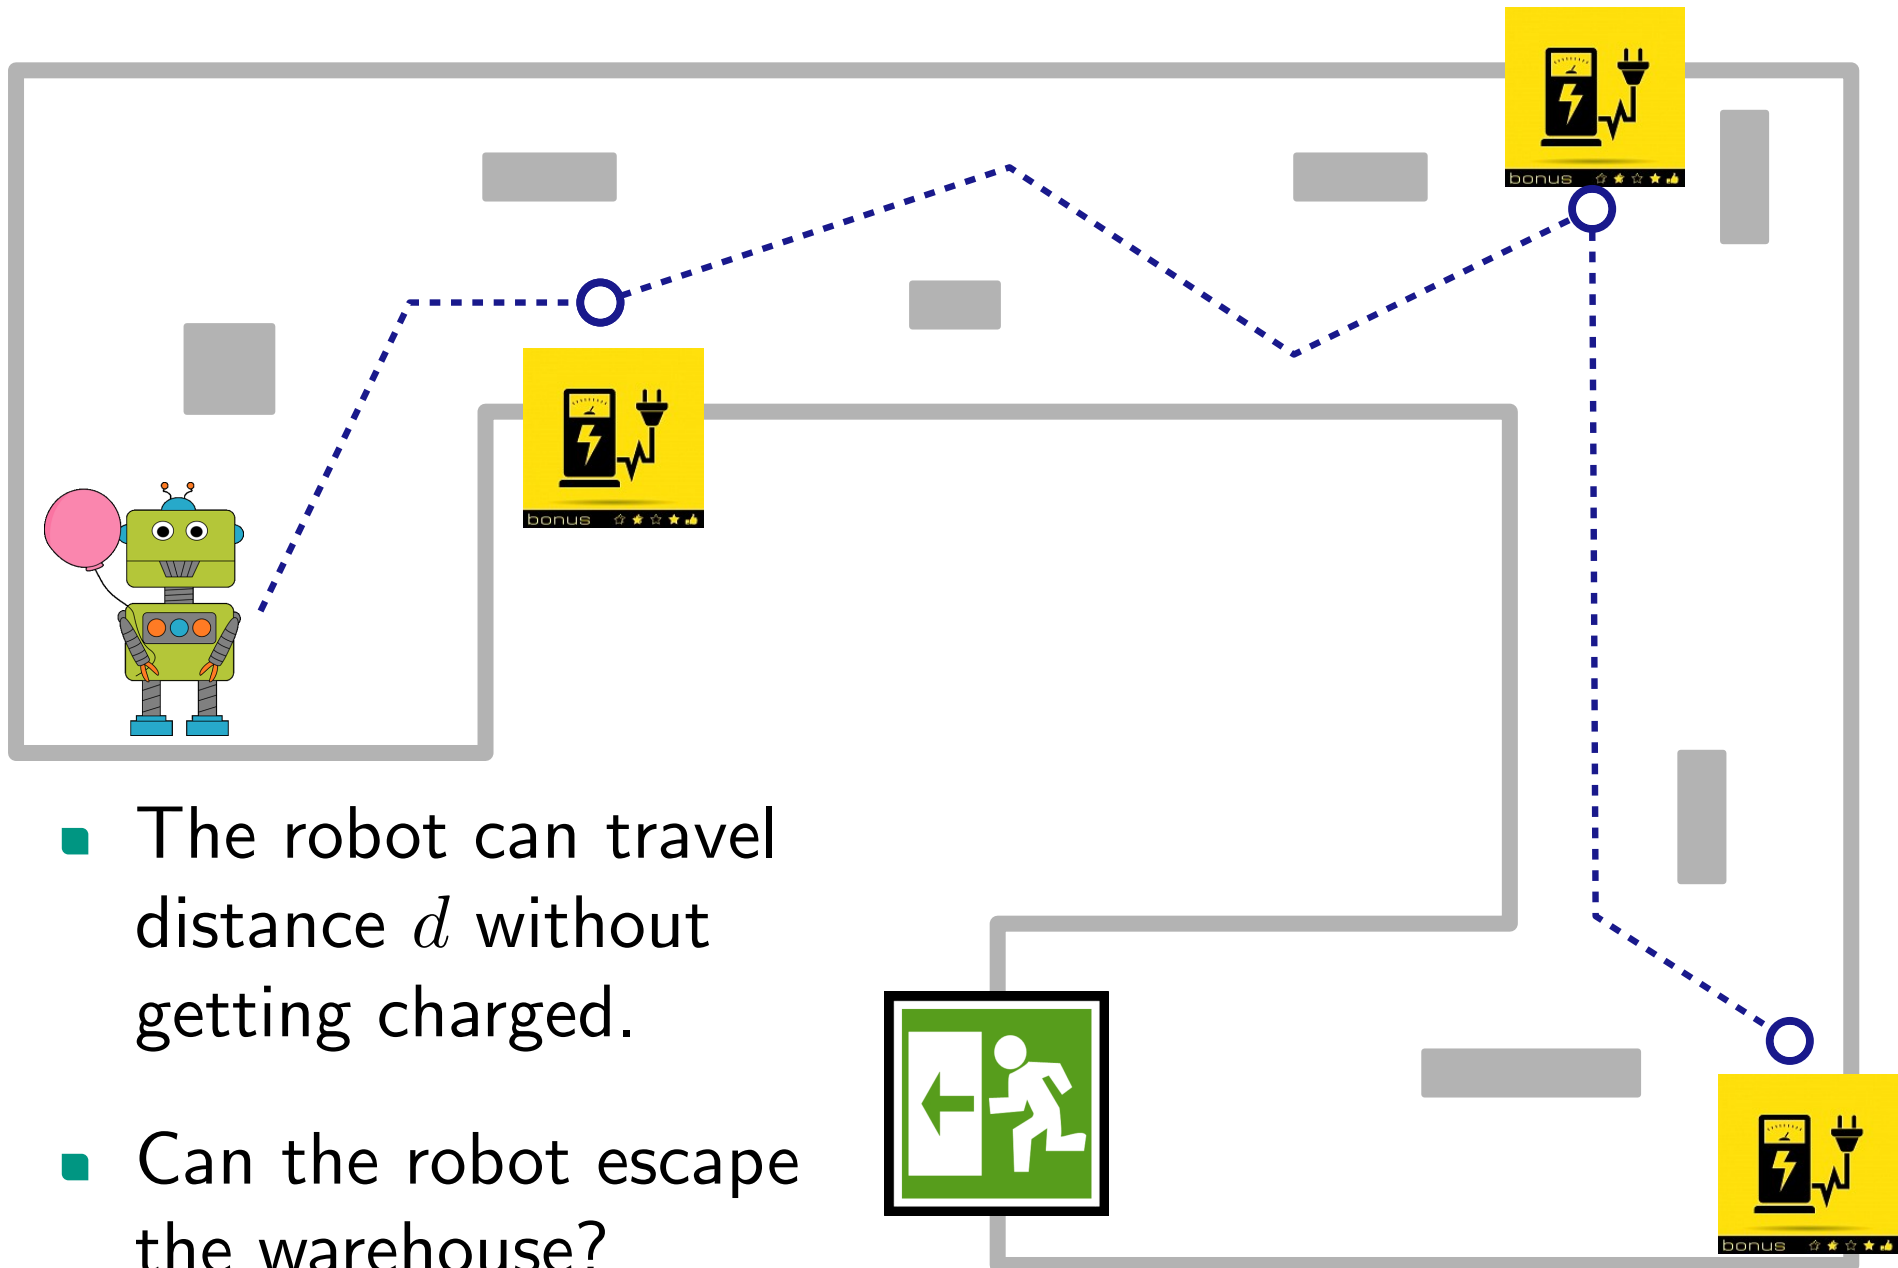 bonus
bonus
The robot can travel
distance d without
getting charged.
Can the robot escape
the warehouse?
bonus